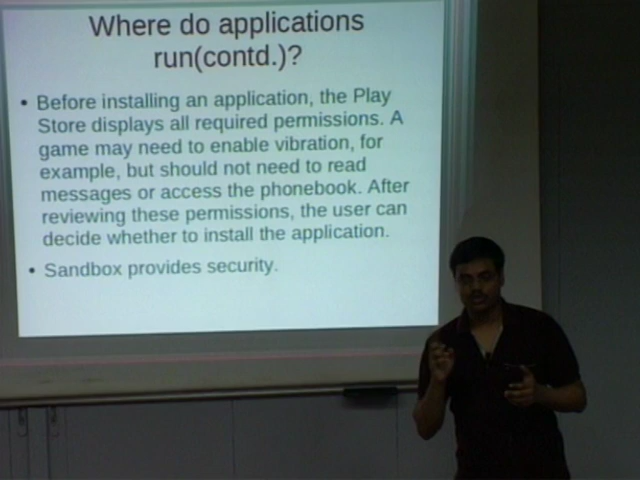 Where do applications
run(contd.)?
• Before installing an application, the Play
Store displays all required permissions. A
game may need to enable vibration, for
example, but should not need to read
messages or access the phonebook. After
reviewing these permissions, the user can
decide whether to install the application.
• Sandbox provides security.